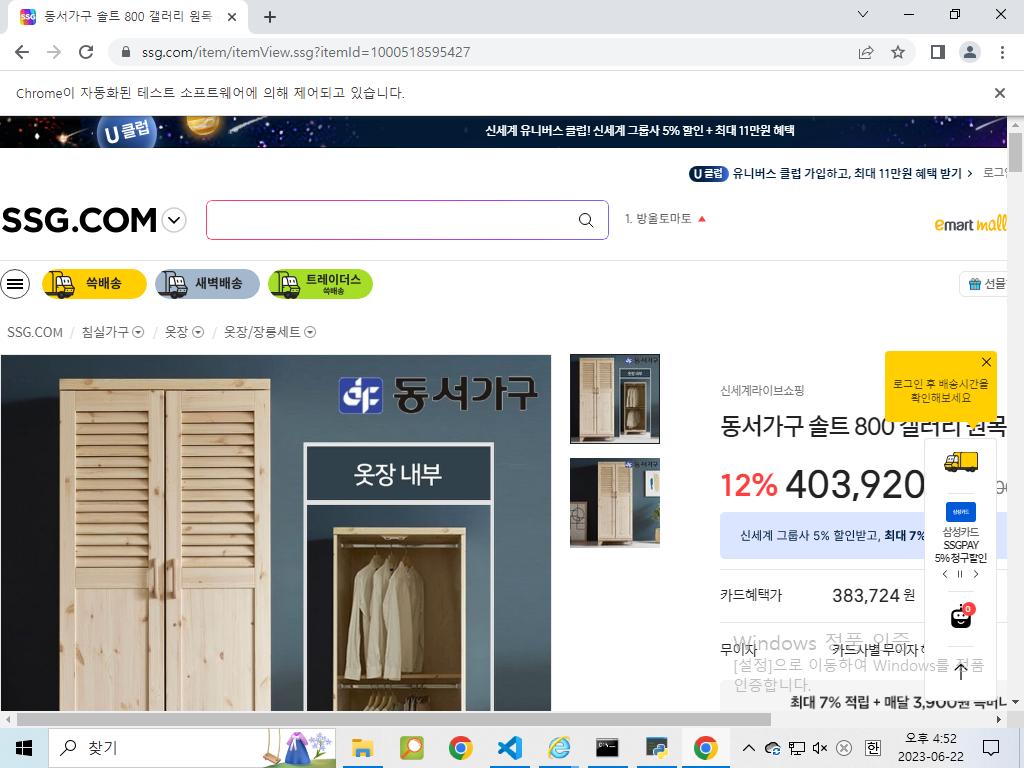 동서가구 솔트 800 갤러리 원목
ssg.com/item/itemView.ssg?itemId=1000518595427
Chrome이 자동화된 테스트 소프트웨어에 의해 제어되고 있습니다.
U 클럽
신세계 유니버스 클럽! 신세계 그룹사 5% 할인 + 최대 11만원 혜택
U 클럽 유니버스 클럽 가입하고, 최대 11만원 혜택 받기 > 로그인
SSG.COM
1. 방울토마토 ▲
emart mall
쓱배송
새벽배송
트레이더스
쓱배송
선물
SSG.COM / 침실가구 / 옷장 / 옷장/장롱세트
동서가구
옷장 내부
신세계라이브쇼핑
동서가구 솔트 800 갤러리 원목
12% 403,920
신세계 그룹사 5% 할인받고, 최대 7%
카드혜택가 383,724 원
무이자 카드사별 무이자
최대 7% 적립 + 매달 3,900원
로그인 후 배송시간을
확인해보세요
삼성카드
삼성카드
SSGPAY
5% 청구할인
0
Windows 정품 인증
[설정]으로 이동하여 Windows를 정품
인증합니다.
찾기
한
오후 4:52
2023-06-22